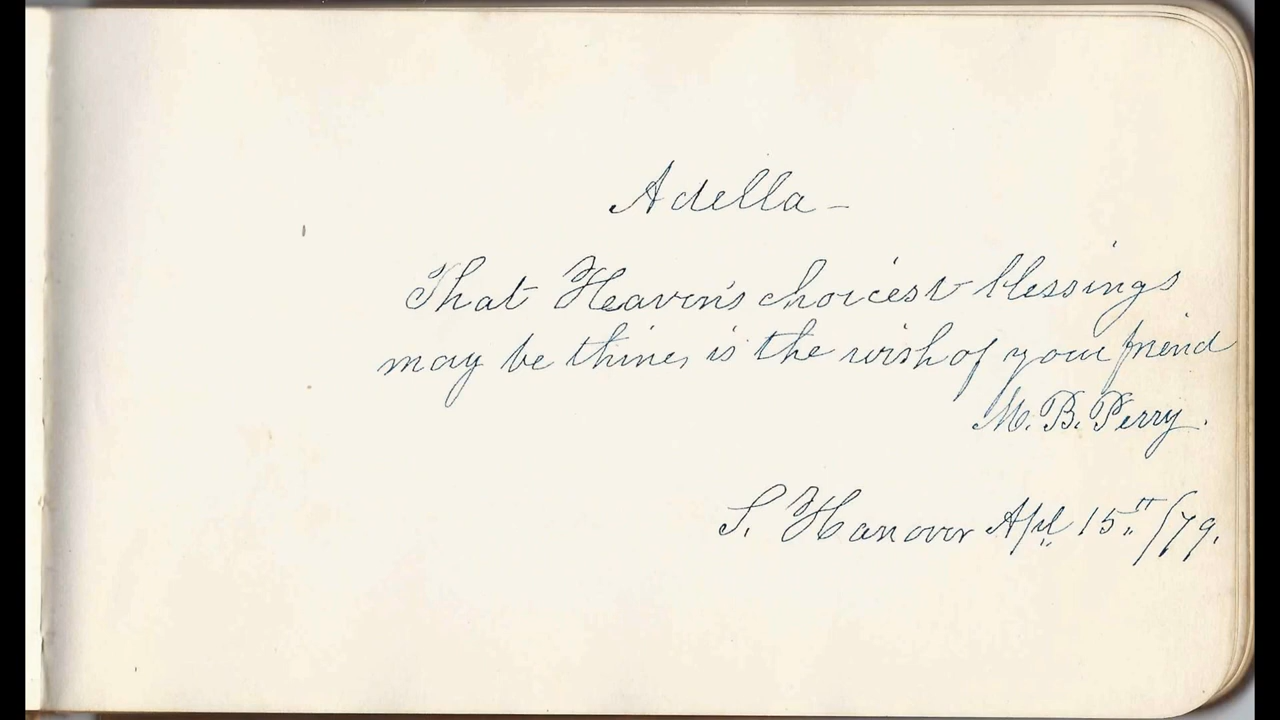 Adella –
That Heaven's choicest blessings
may be thine, is the wish of your friend
M. B. Perry.
S. Hanover Apl. 15th/79.